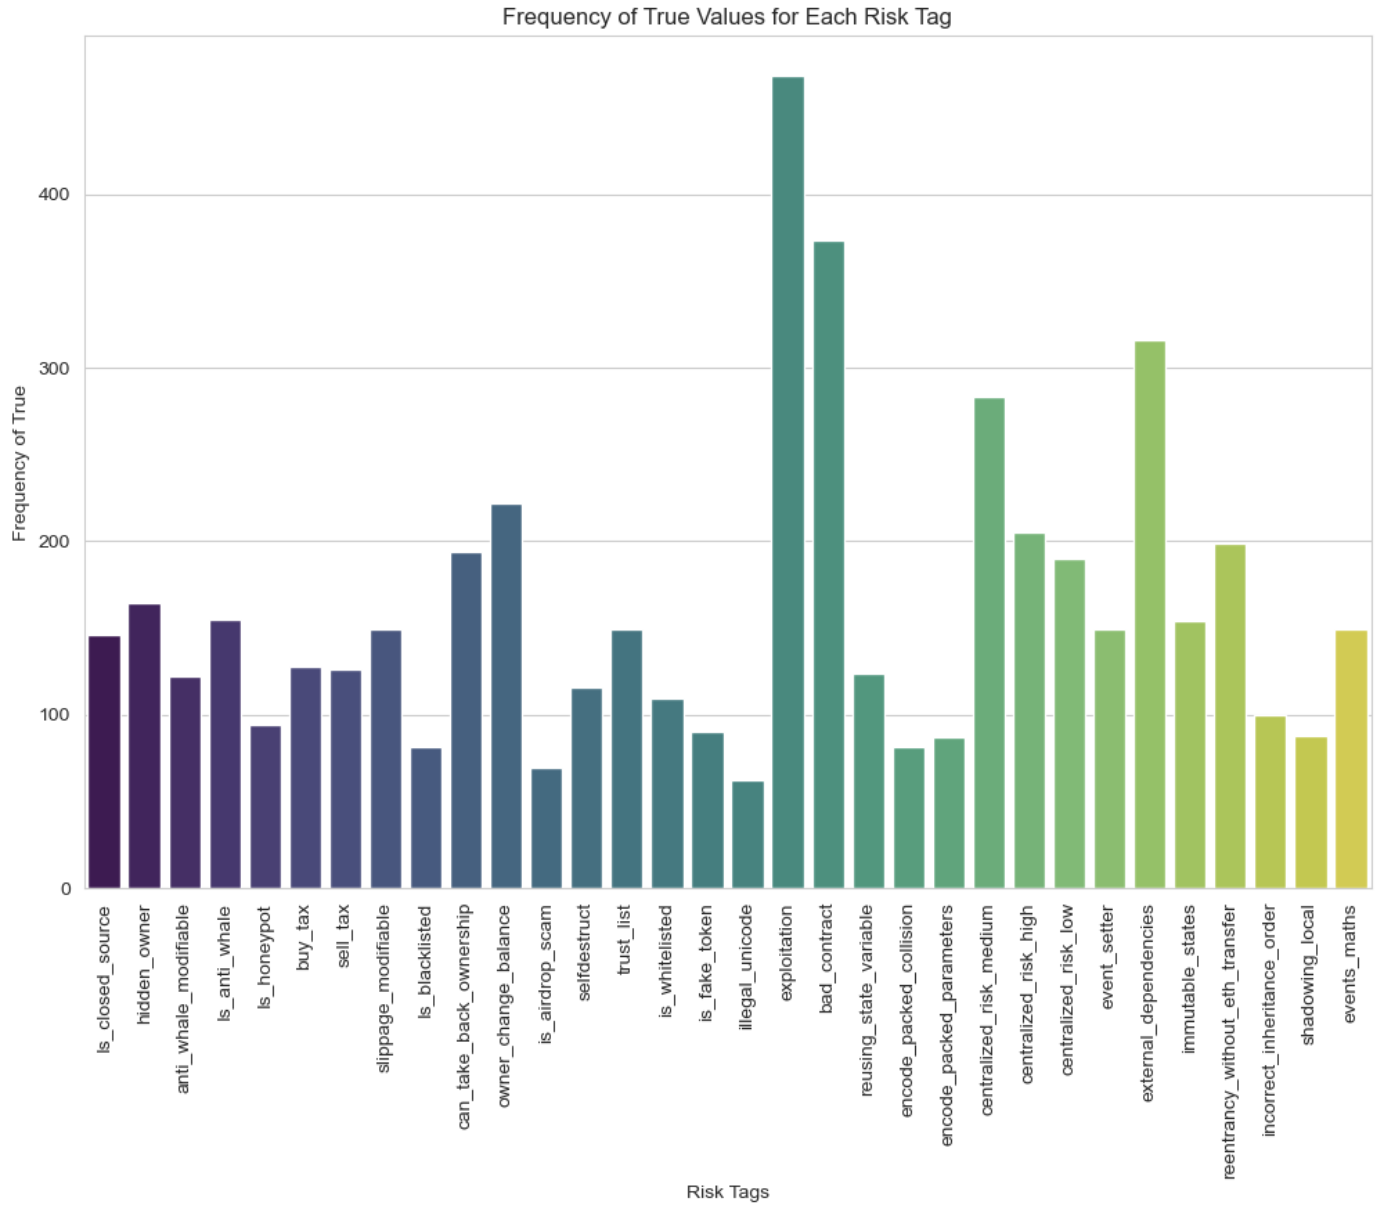 Frequency of True Values for Each Risk Tag
Frequency of True
400
300
200
100
0
Is_closed_source
hidden_owner
anti_whale_modifiable
Is_anti_whale
Is_honeypot
buy_tax
sell_tax
slippage_modifiable
Is_blacklisted
can_take_back_ownership
owner_change_balance
is_airdrop_scam
selfdestruct
trust_list
is_whitelisted
is_fake_token
illegal_unicode
exploitation
bad_contract
reusing_state_variable
encode_packed_collision
encode_packed_parameters
centralized_risk_medium
centralized_risk_high
centralized_risk_low
event_setter
external_dependencies
immutable_states
reentrancy_without_eth_transfer
incorrect_inheritance_order
shadowing_local
events_maths
Risk Tags